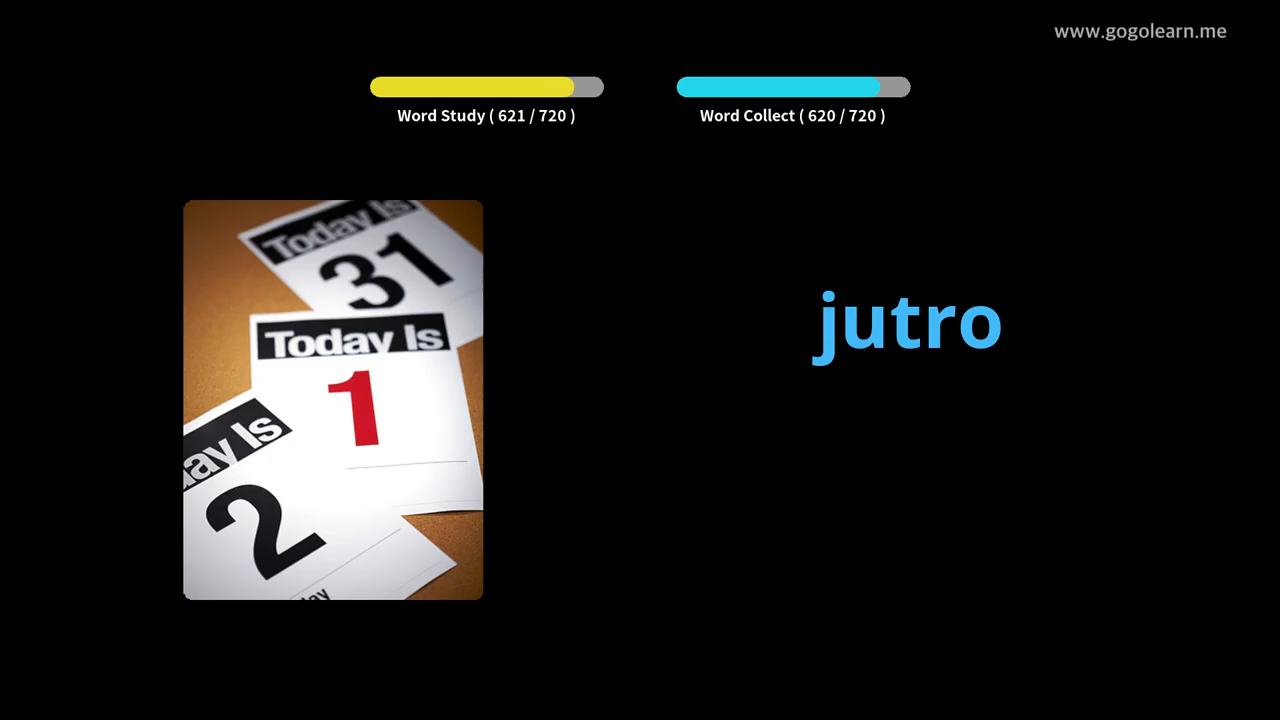 www.gogolearn.me
Word Study ( 621 / 720 )
Word Collect ( 620 / 720 )
Today Is
31
Today Is
1
jutro
ay Is
2